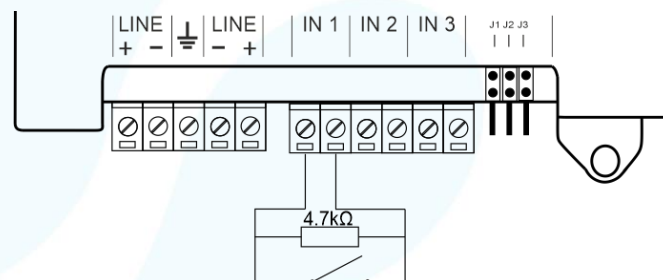 LINE LINE IN 1 IN 2 IN 3 J1 J2 J3
+ − − +
4.7kΩ